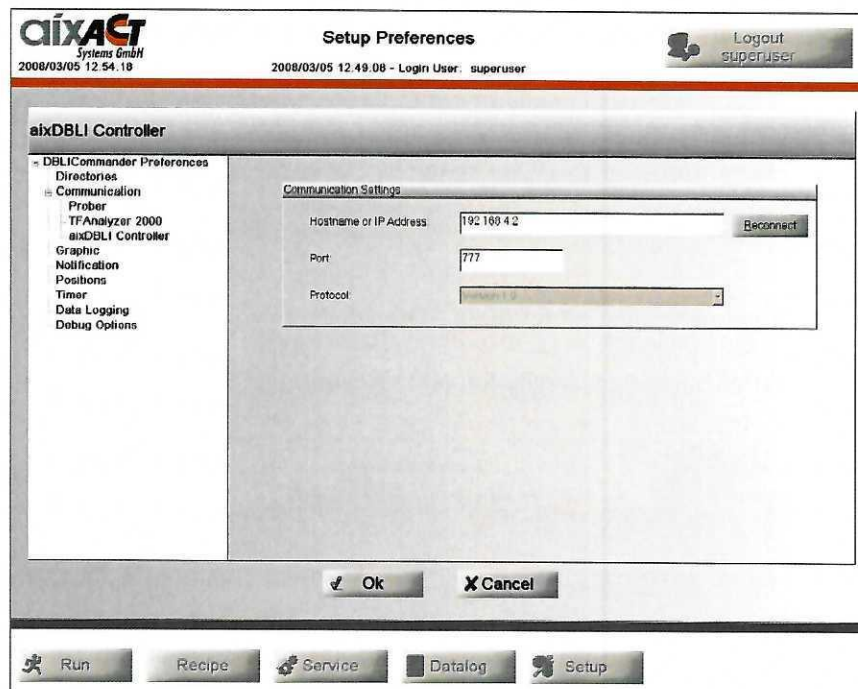 aixACT
Systems GmbH
2008/03/05 12.54.18
Setup Preferences
2008/03/05 12.49.08 - Login User: superuser
Logout
superuser
aixDBLI Controller
DBLICommander Preferences
Directories
Communication
Prober
TFAnalyzer 2000
aixDBLI Controller
Graphic
Notification
Positions
Timer
Data Logging
Debug Options
Communication Settings
Hostname or IP Address:
192.168.4.2
Reconnect
Port:
777
Protocol:
Version 1.0
Ok
Cancel
Run
Recipe
Service
Datalog
Setup